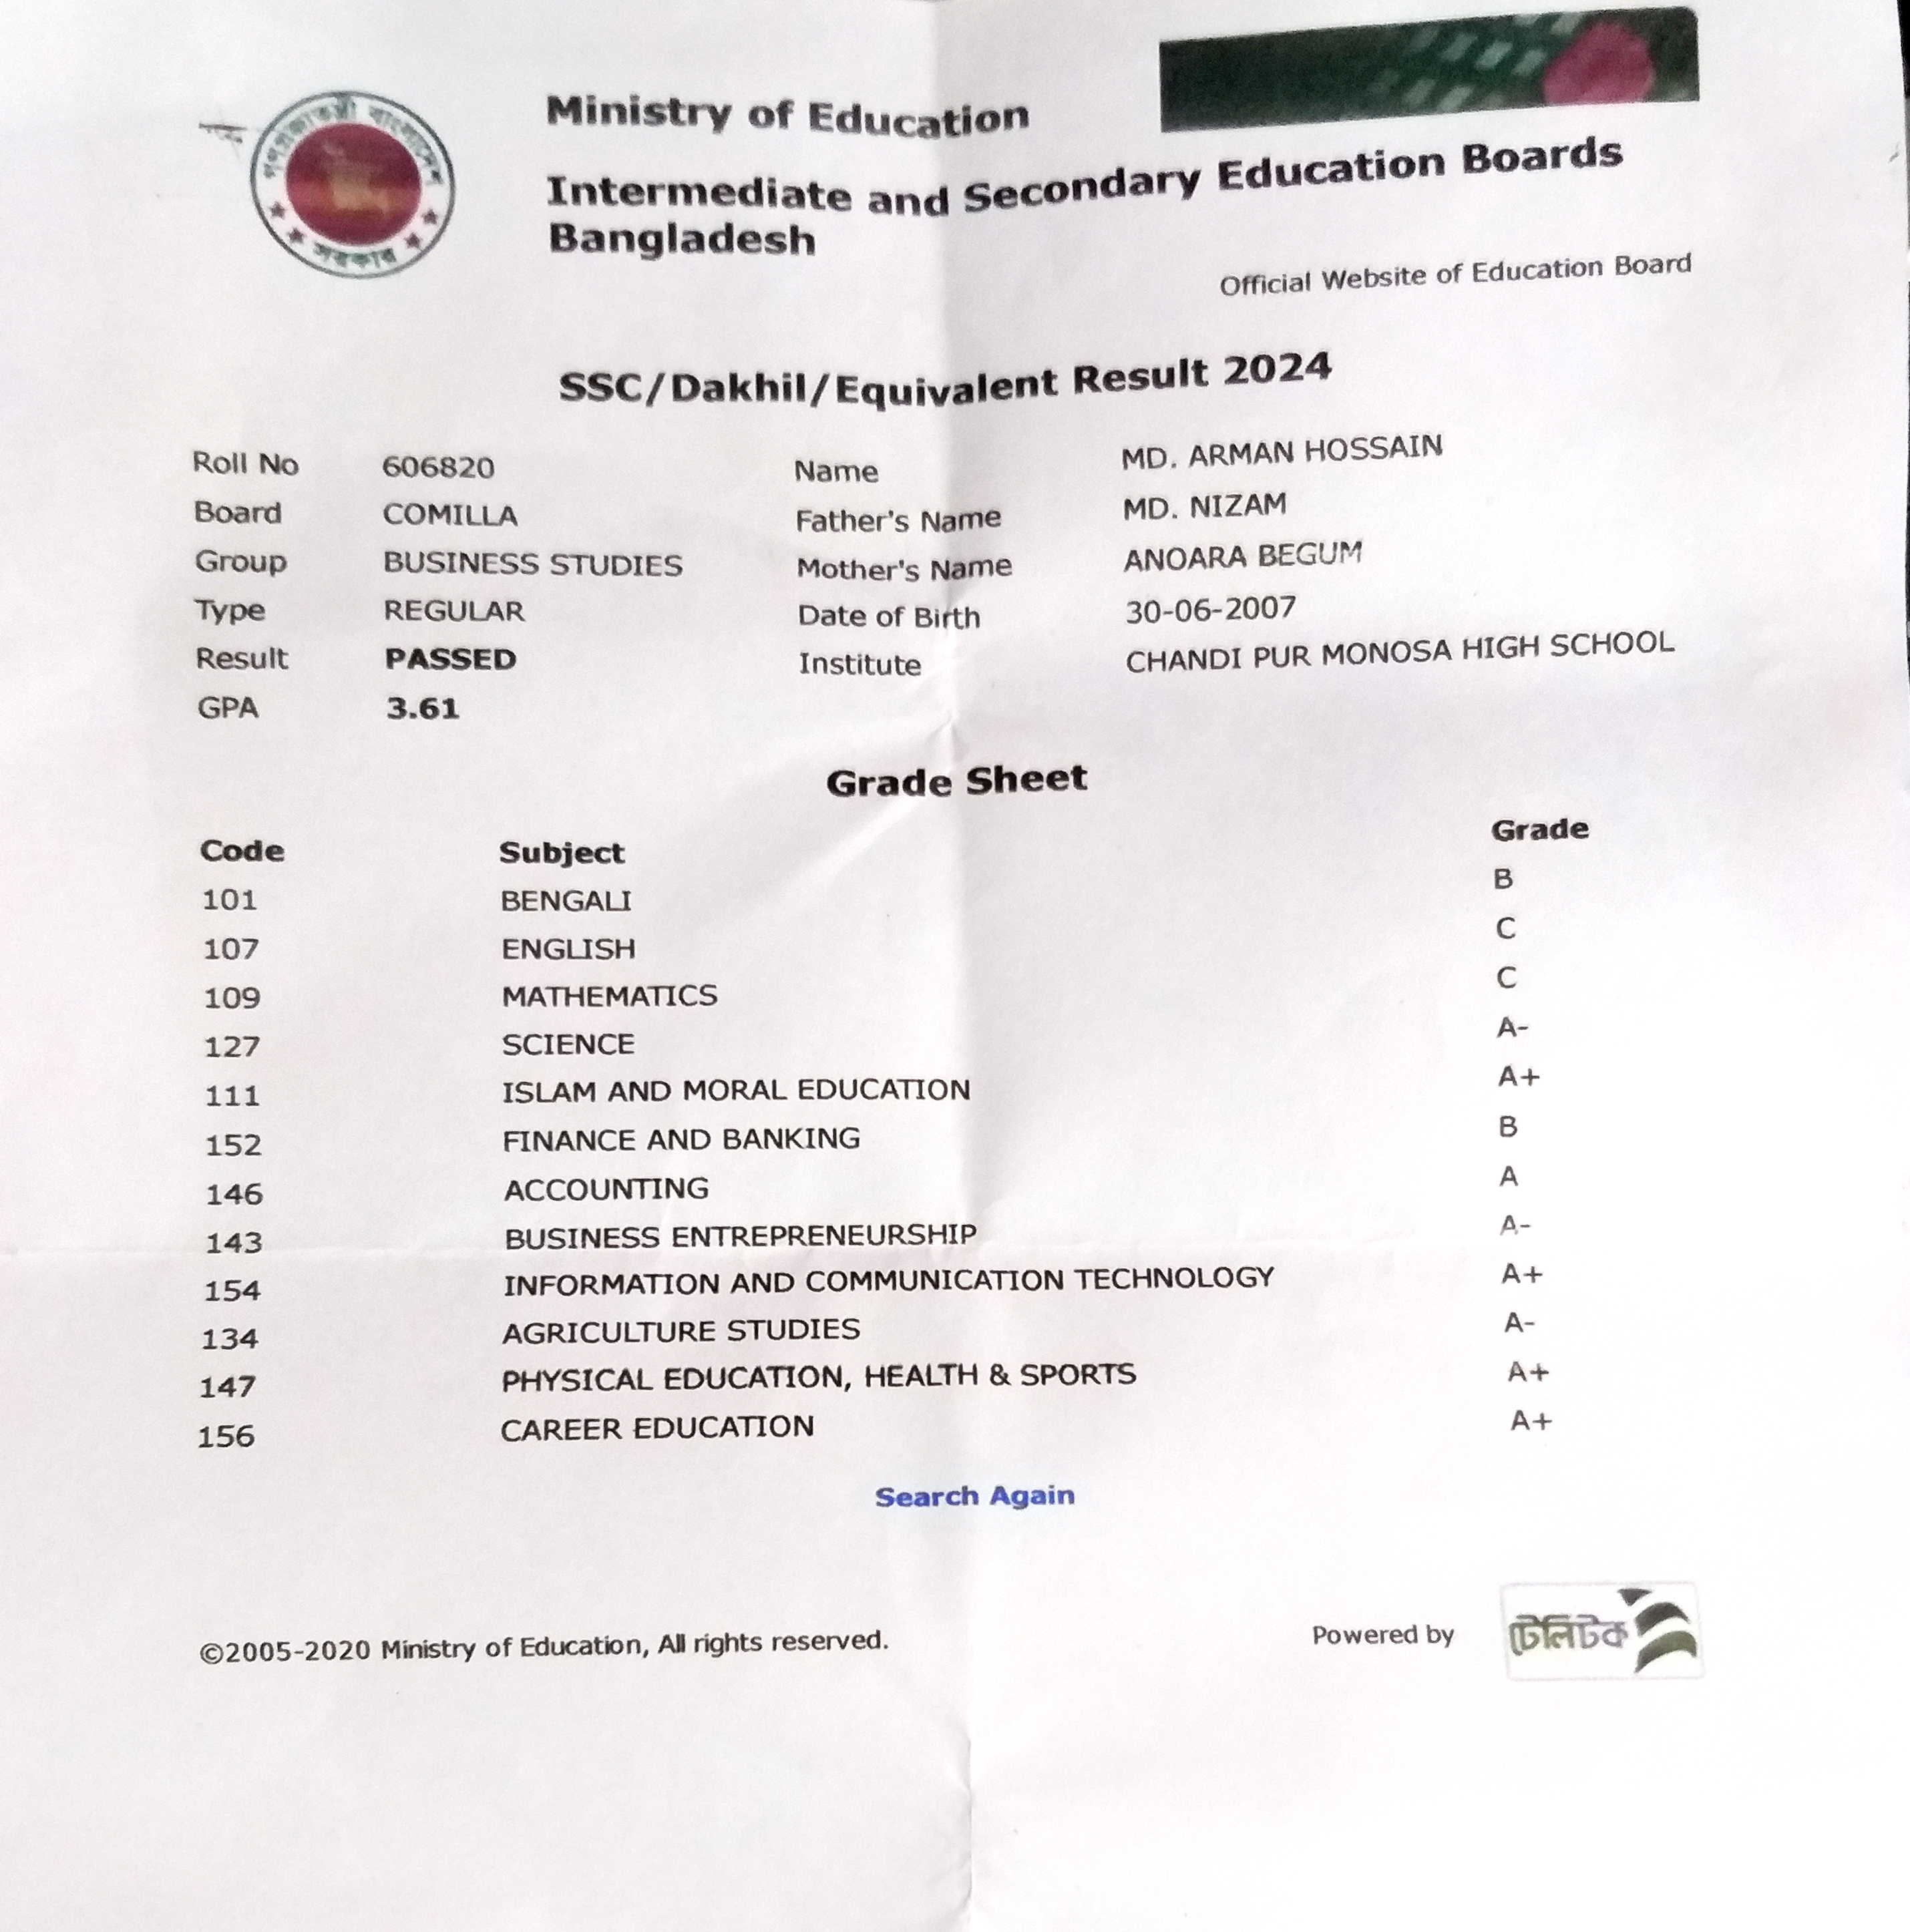 গণপ্রজাতন্ত্রী বাংলাদেশ
সরকার
Ministry of Education
Intermediate and Secondary Education Boards
Bangladesh
Official Website of Education Board
SSC/Dakhil/Equivalent Result 2024
Roll No 606820 Name MD. ARMAN HOSSAIN
Board COMILLA Father's Name MD. NIZAM
Group BUSINESS STUDIES Mother's Name ANOARA BEGUM
Type REGULAR Date of Birth 30-06-2007
Result PASSED Institute CHANDI PUR MONOSA HIGH SCHOOL
GPA 3.61
Grade Sheet
Code Subject Grade
101 BENGALI B
107 ENGLISH C
109 MATHEMATICS C
127 SCIENCE A-
111 ISLAM AND MORAL EDUCATION A+
152 FINANCE AND BANKING B
146 ACCOUNTING A
143 BUSINESS ENTREPRENEURSHIP A-
154 INFORMATION AND COMMUNICATION TECHNOLOGY A+
134 AGRICULTURE STUDIES A-
147 PHYSICAL EDUCATION, HEALTH & SPORTS A+
156 CAREER EDUCATION A+
Search Again
©2005-2020 Ministry of Education, All rights reserved.
Powered by টেলিটক